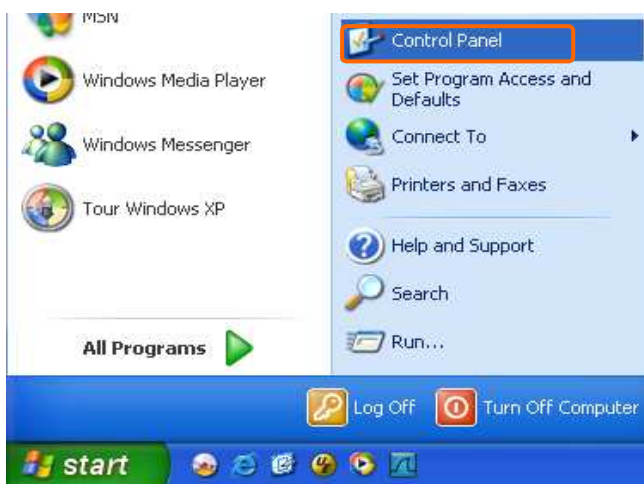 MSN
Windows Media Player
Windows Messenger
Tour Windows XP
All Programs
Control Panel
Set Program Access and
Defaults
Connect To
Printers and Faxes
Help and Support
Search
Run...
Log Off
Turn Off Computer
start